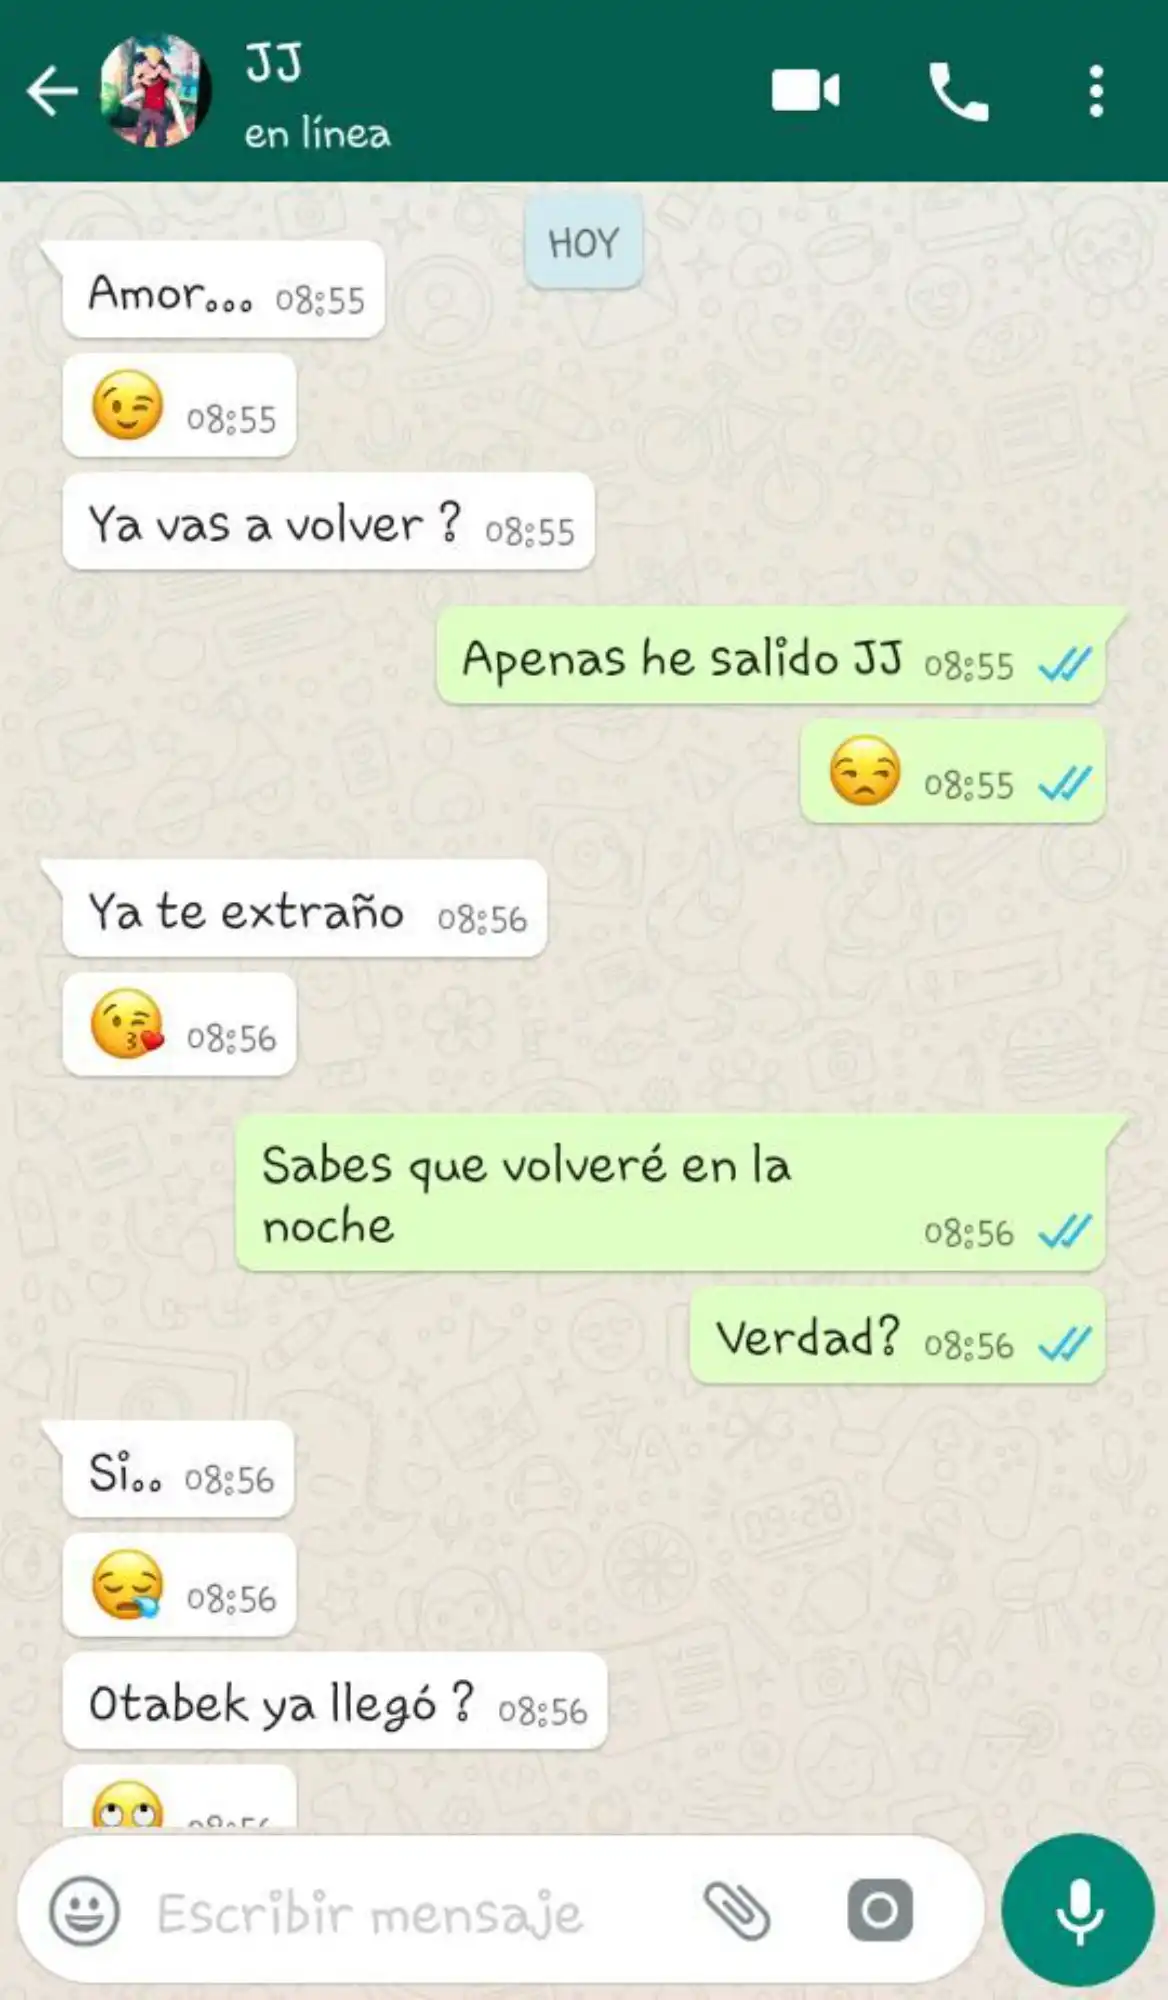 JJ
en línea
HOY
Amor... 08:55
😉 08:55
Ya vas a volver ? 08:55
Apenas he salido JJ 08:55
😒 08:55
Ya te extraño 08:56
😘 08:56
Sabes que volveré en la
noche 08:56
Verdad? 08:56
Si.. 08:56
😪 08:56
Otabek ya llegó ? 08:56
🙄 08:56
Escribir mensaje